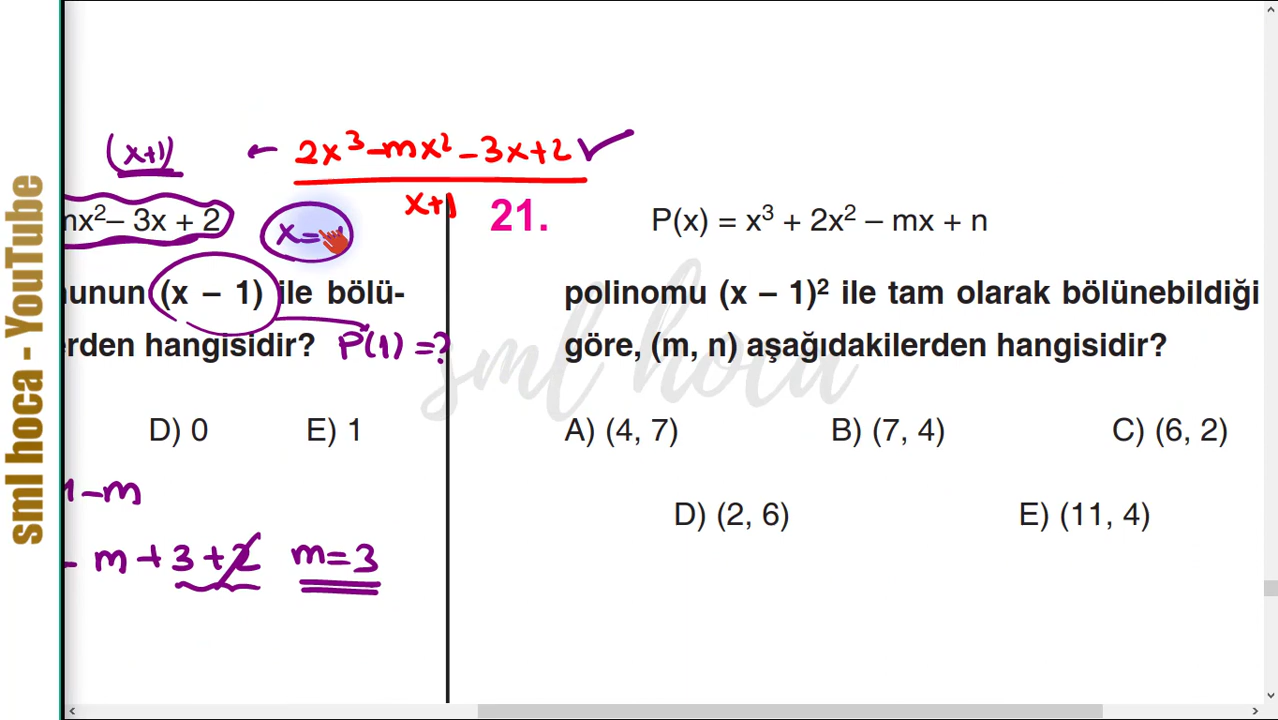 sml hoca - YouTube
(x+1) ← 2x³-mx²-3x+2 ✓
x+1
mx²– 3x + 2
x=
unun (x – 1) ile bölü-
erden hangisidir? P(1) =?
D) 0 E) 1
-m
- m+3+2 m=3
21. P(x) = x³ + 2x² – mx + n
polinomu (x – 1)² ile tam olarak bölünebildiği
göre, (m, n) aşağıdakilerden hangisidir?
sml hoca
A) (4, 7) B) (7, 4) C) (6, 2)
D) (2, 6) E) (11, 4)